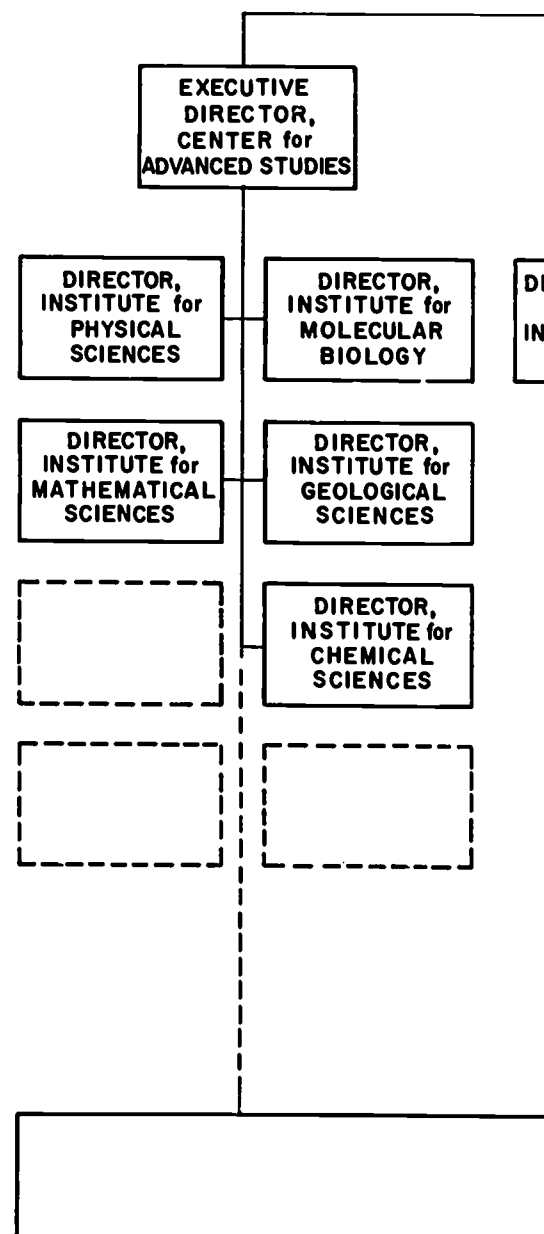 EXECUTIVE
DIRECTOR,
CENTER for
ADVANCED STUDIES
DIRECTOR,
INSTITUTE for
PHYSICAL
SCIENCES
DIRECTOR,
INSTITUTE for
MOLECULAR
BIOLOGY
DIRECTOR,
INSTITUTE for
MATHEMATICAL
SCIENCES
DIRECTOR,
INSTITUTE for
GEOLOGICAL
SCIENCES
DIRECTOR,
INSTITUTE for
CHEMICAL
SCIENCES